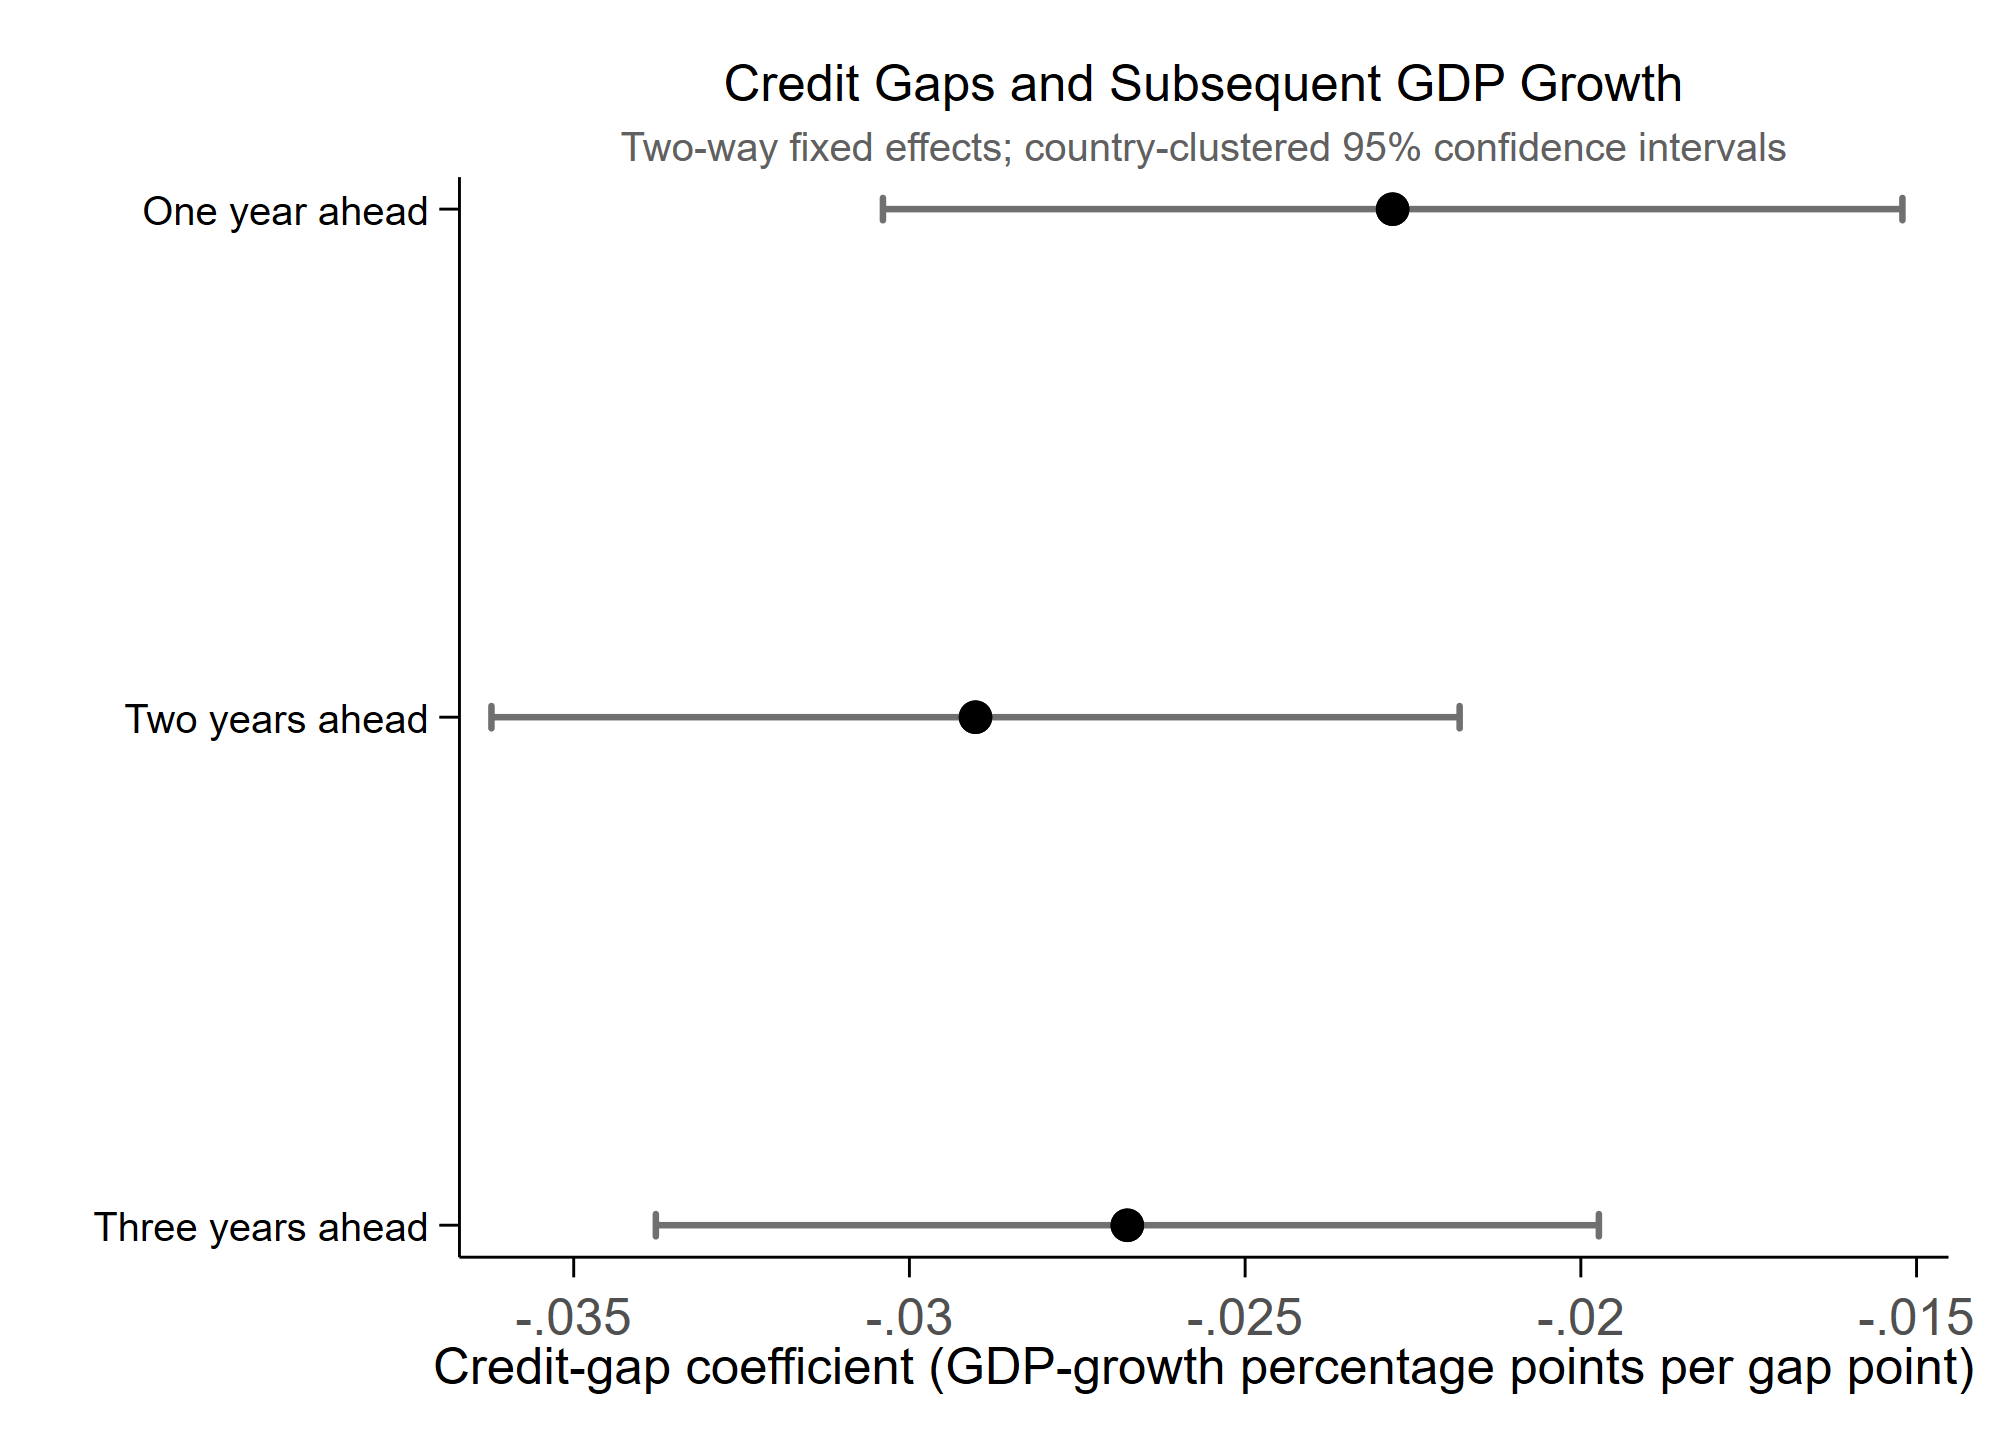 Credit Gaps and Subsequent GDP Growth
Two-way fixed effects; country-clustered 95% confidence intervals
One year ahead
Two years ahead
Three years ahead
-.035 -.03 -.025 -.02 -.015
Credit-gap coefficient (GDP-growth percentage points per gap point)